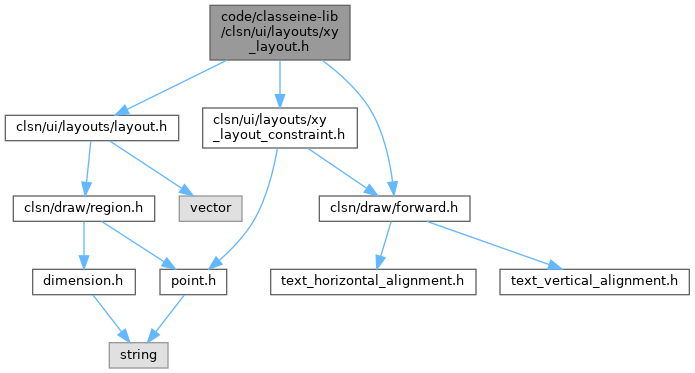 code/classeine-lib
/clsn/ui/layouts/xy
_layout.h
clsn/ui/layouts/layout.h
clsn/ui/layouts/xy
_layout_constraint.h
clsn/draw/region.h
vector
clsn/draw/forward.h
dimension.h
point.h
text_horizontal_alignment.h
text_vertical_alignment.h
string